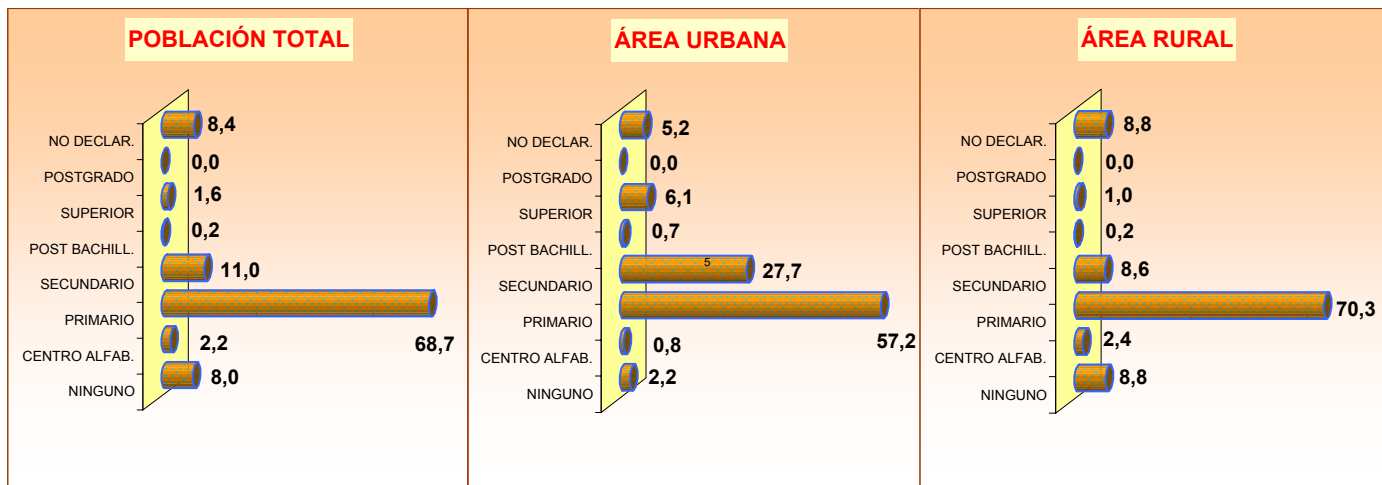 POBLACIÓN TOTAL
NO DECLAR.
8,4
POSTGRADO
0,0
SUPERIOR
1,6
POST BACHILL.
0,2
SECUNDARIO
11,0
PRIMARIO
68,7
CENTRO ALFAB.
2,2
NINGUNO
8,0
ÁREA URBANA
NO DECLAR.
5,2
POSTGRADO
0,0
SUPERIOR
6,1
POST BACHILL.
0,7
SECUNDARIO
5
27,7
PRIMARIO
57,2
CENTRO ALFAB.
0,8
NINGUNO
2,2
ÁREA RURAL
NO DECLAR.
8,8
POSTGRADO
0,0
SUPERIOR
1,0
POST BACHILL.
0,2
SECUNDARIO
8,6
PRIMARIO
70,3
CENTRO ALFAB.
2,4
NINGUNO
8,8